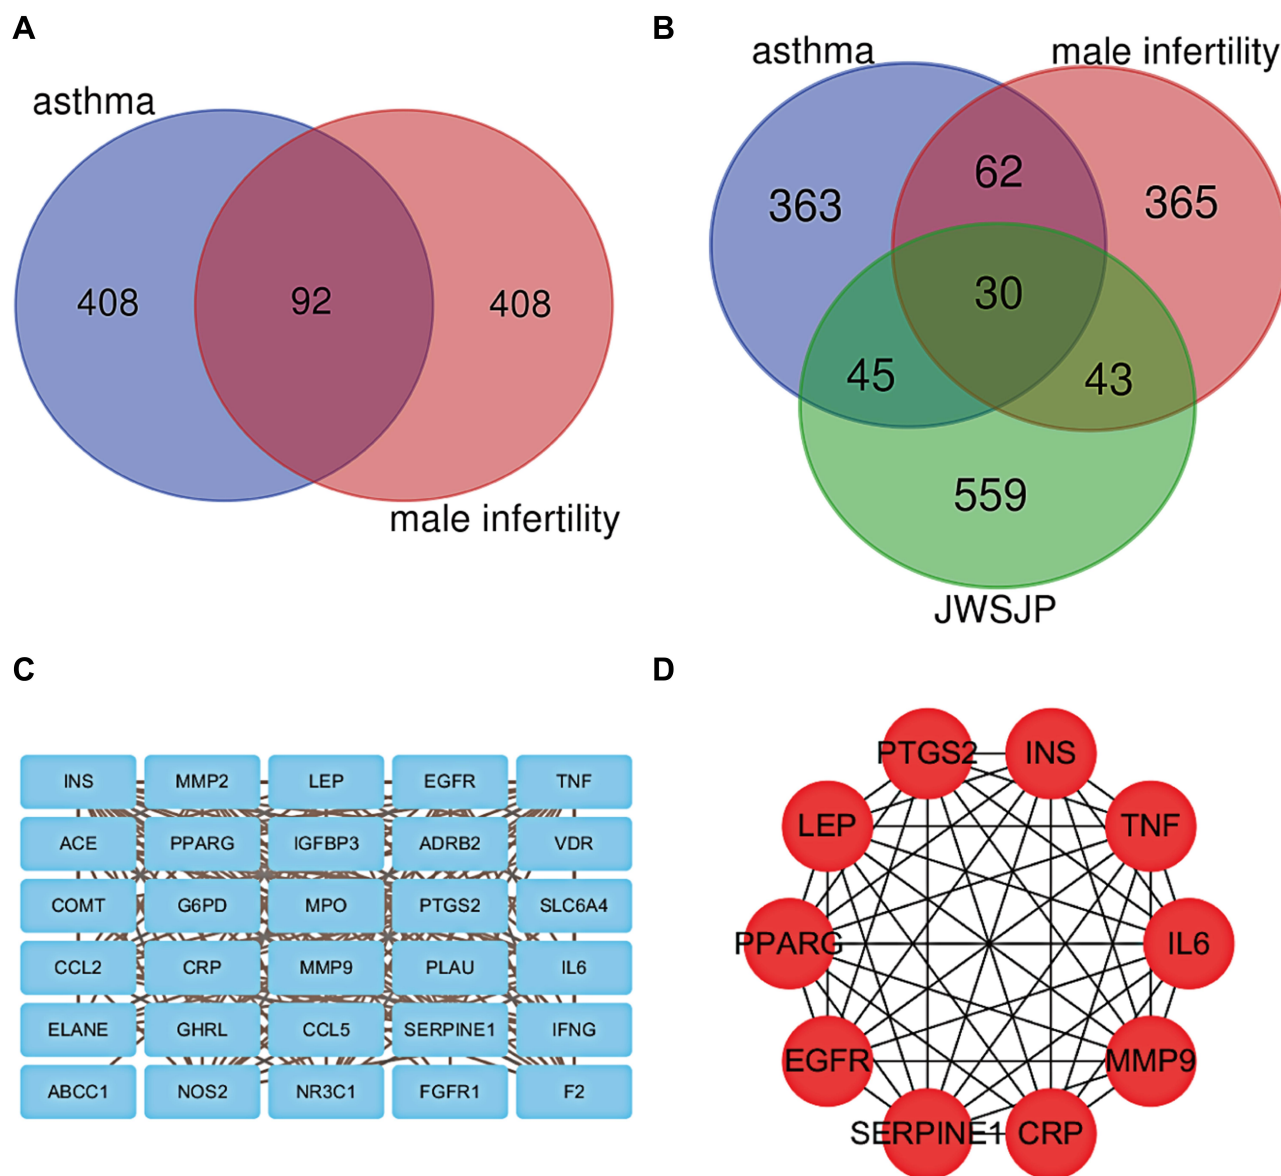 A
asthma
408
92
408
male infertility
B
asthma
male infertility
62
363
365
30
45
43
559
JWSJP
C
INS MMP2 LEP EGFR TNF
ACE PPARG IGFBP3 ADRB2 VDR
COMT G6PD MPO PTGS2 SLC6A4
CCL2 CRP MMP9 PLAU IL6
ELANE GHRL CCL5 SERPINE1 IFNG
ABCC1 NOS2 NR3C1 FGFR1 F2
D
PTGS2 INS
LEP TNF
PPARG IL6
EGFR MMP9
SERPINE1 CRP